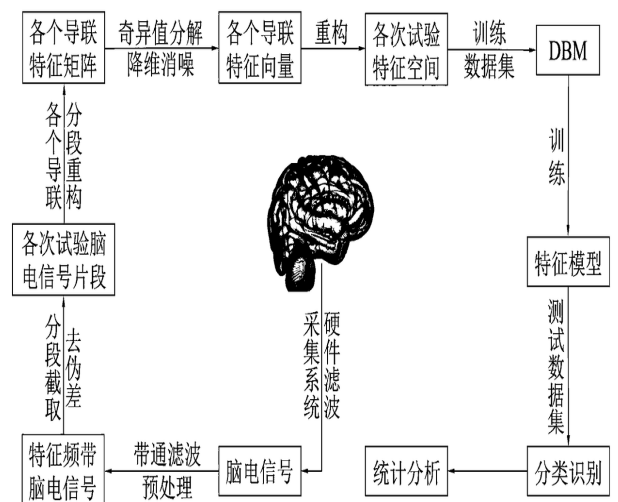 各个导联
特征矩阵
奇异值分解
降维消噪
各个导联
特征向量
重构
各次试验
特征空间
训练
数据集
DBM
各个导联
分段重构
训练
各次试验脑
电信号片段
特征模型
分段截取
去伪差
采集系统
硬件滤波
测试数据集
特征频带
脑电信号
带通滤波
预处理
脑电信号
统计分析
分类识别